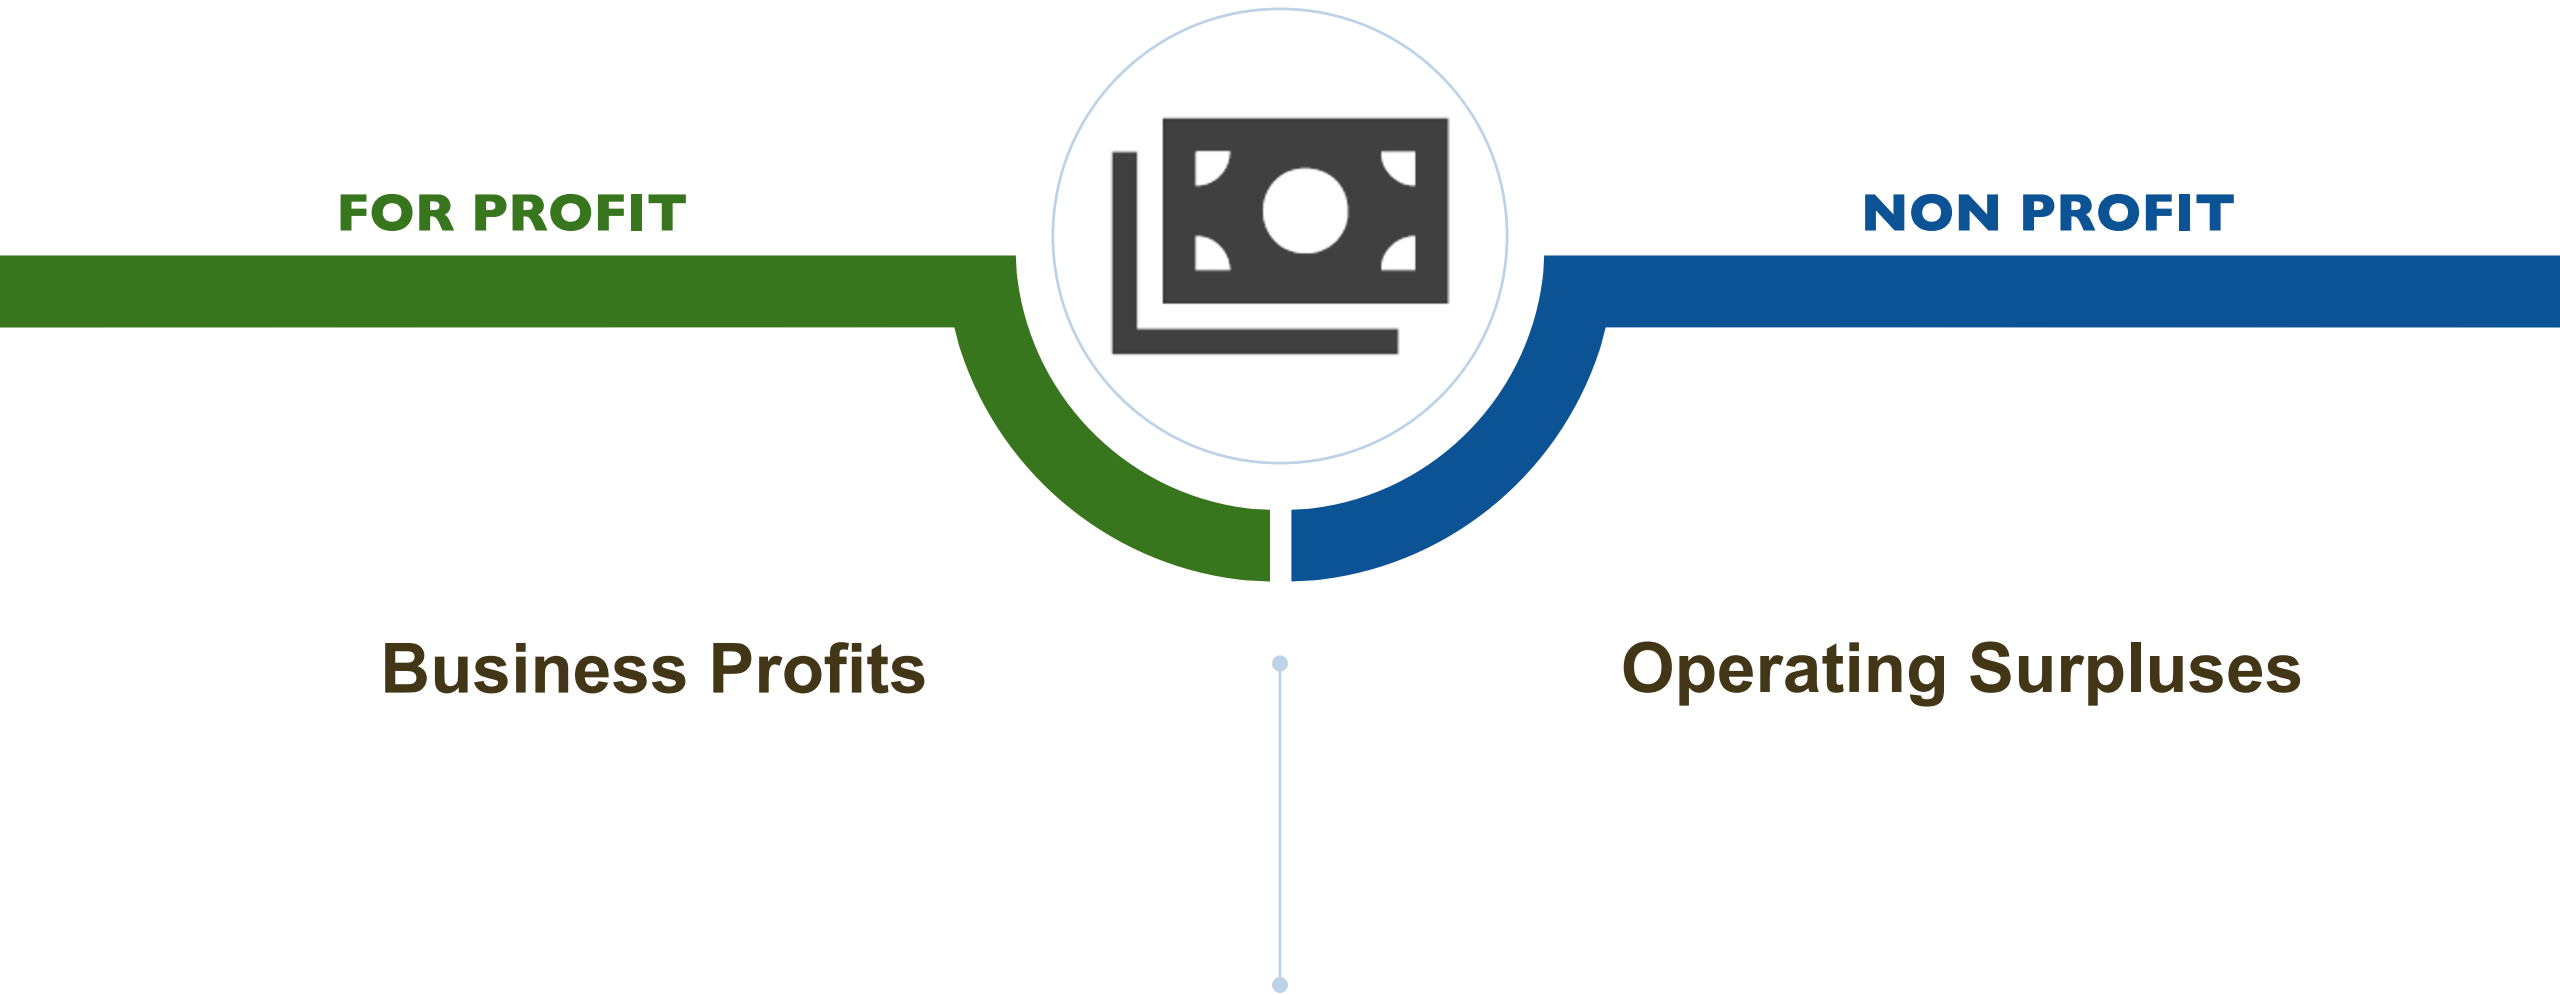 FOR PROFIT
NON PROFIT
Business Profits
Operating Surpluses